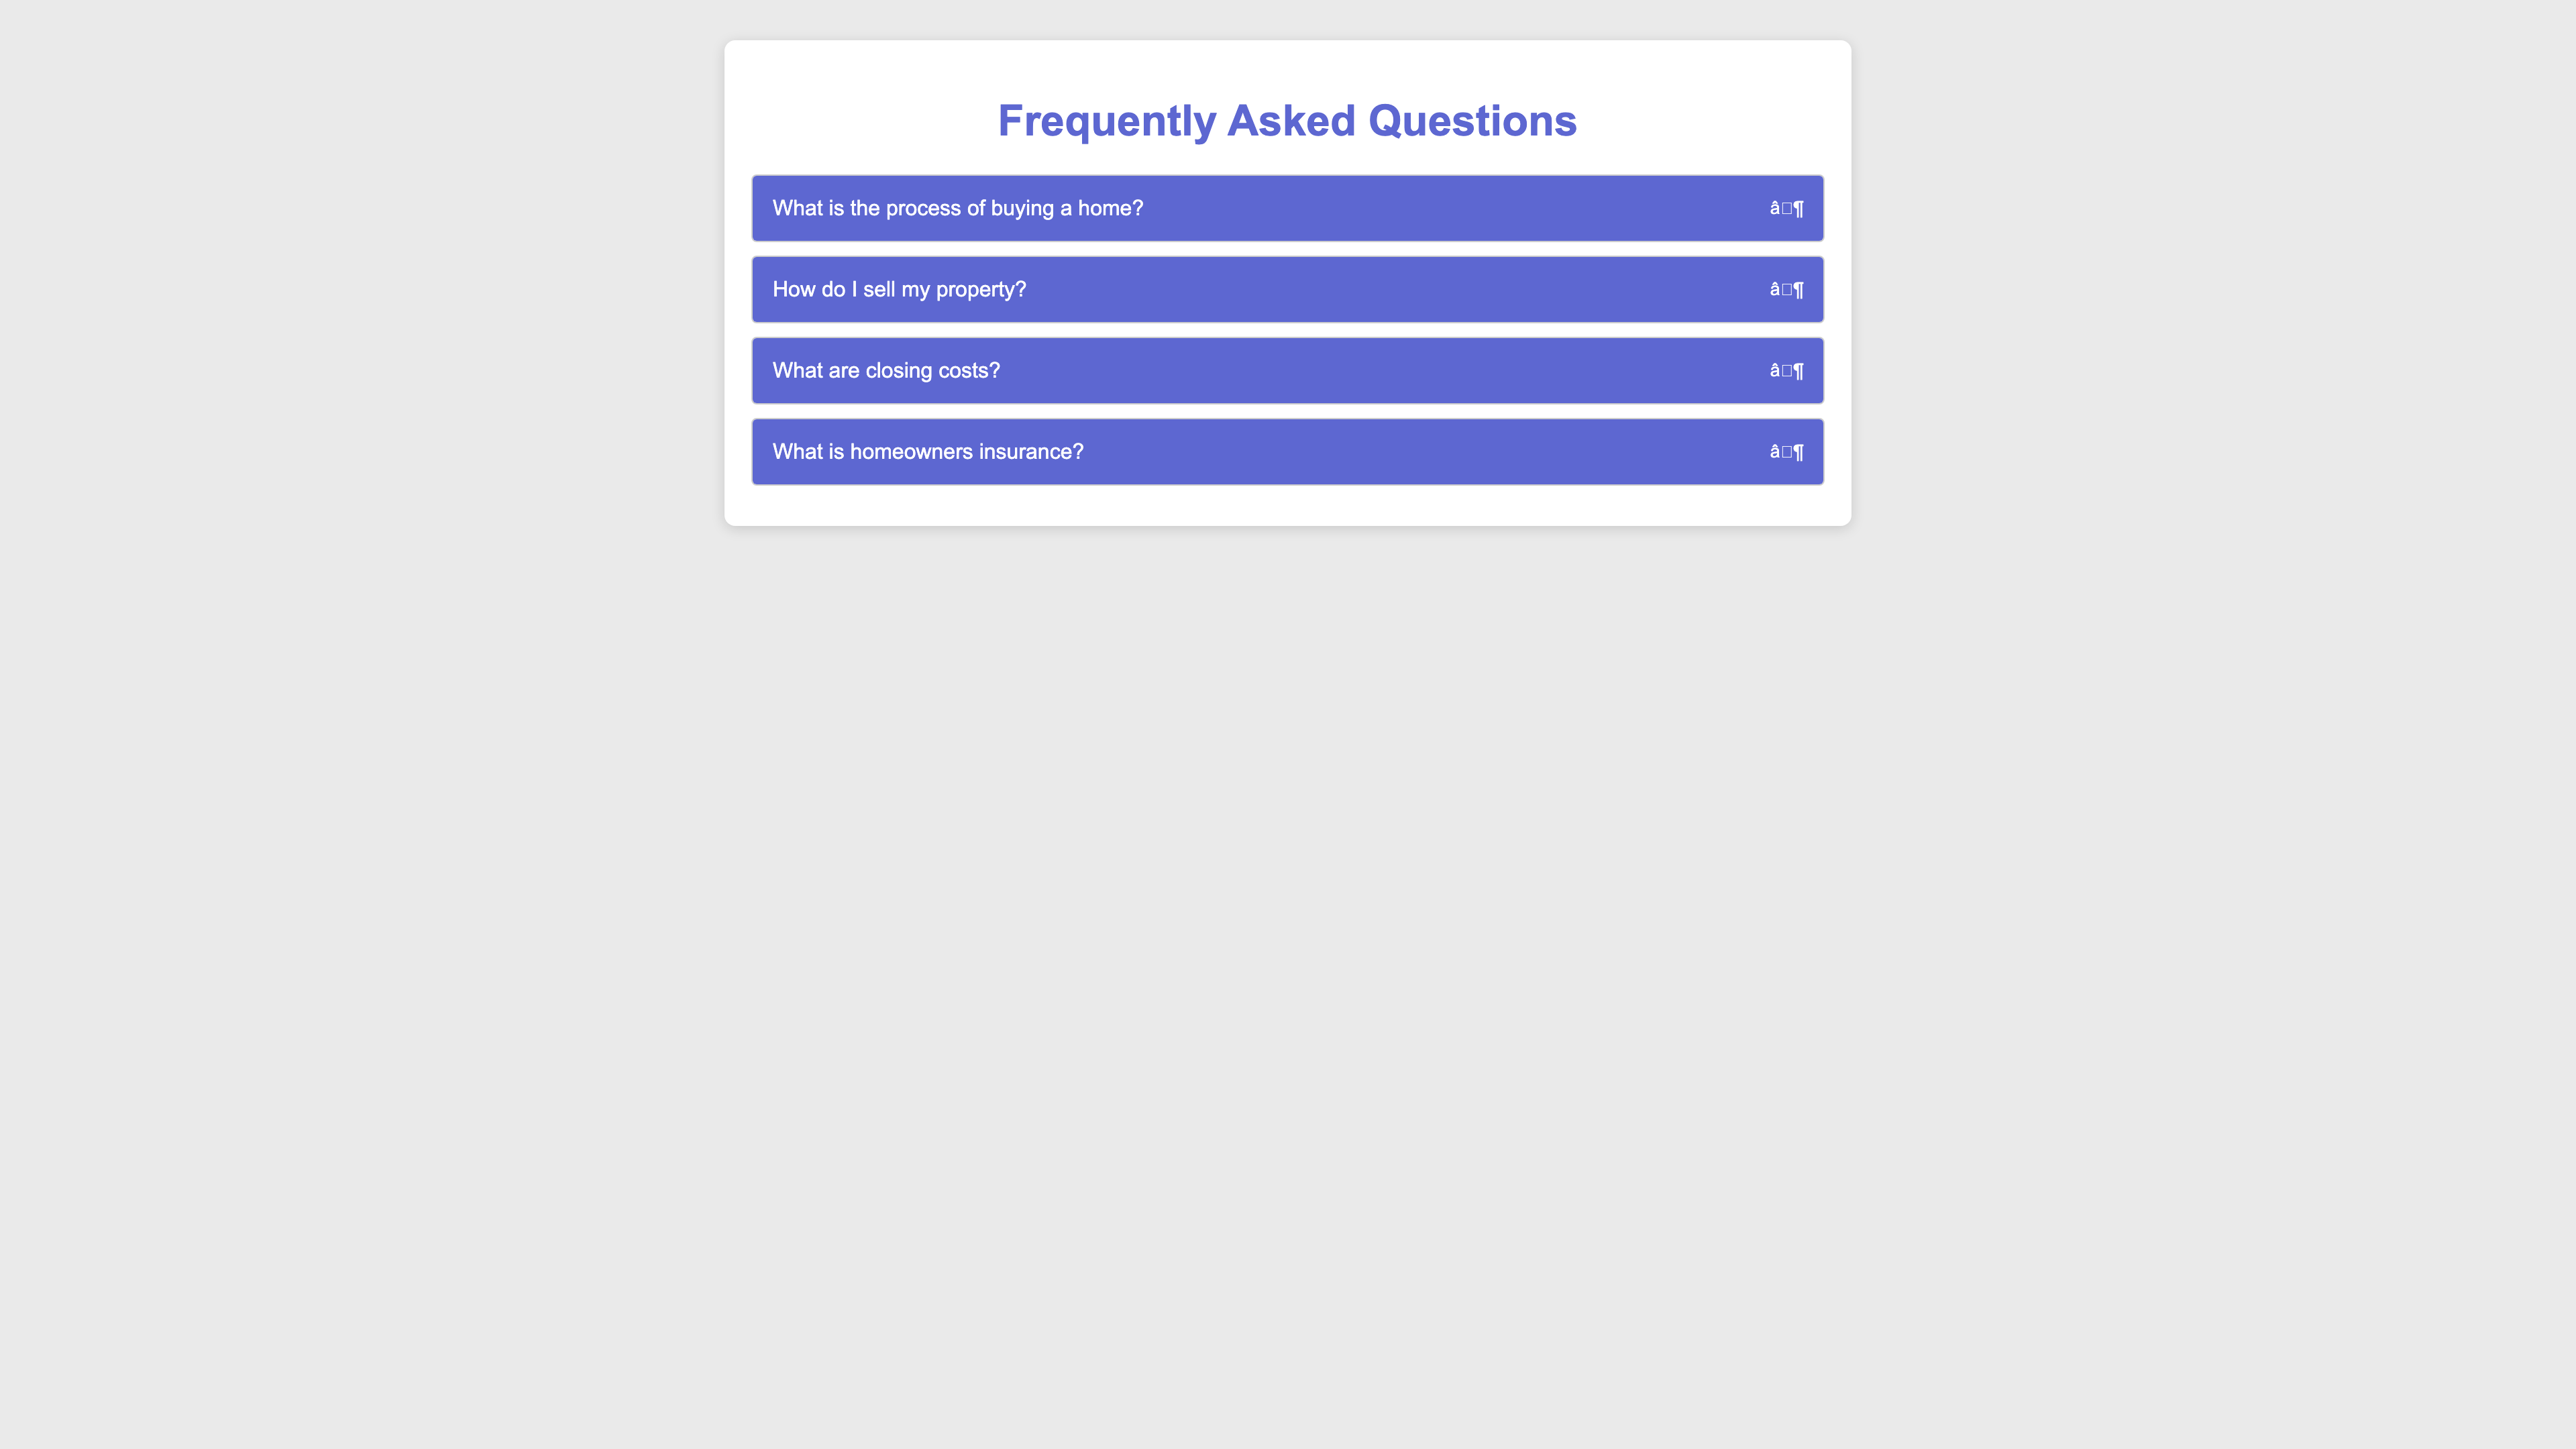 Frequently Asked Questions
What is the process of buying a home? â□¶
How do I sell my property? â□¶
What are closing costs? â□¶
What is homeowners insurance? â□¶